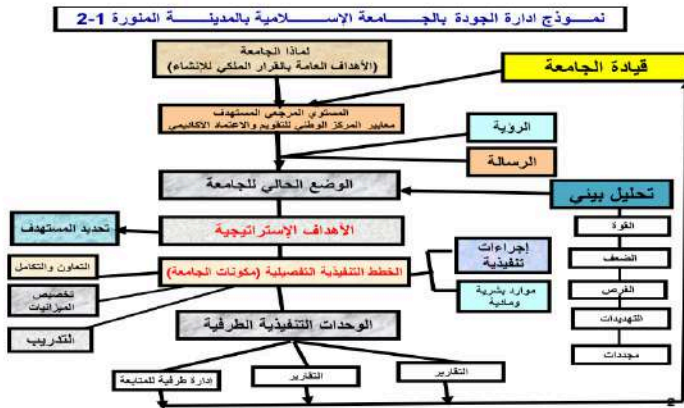 نموذج ادارة الجودة بالجامعة الإسلامية بالمدينة المنورة 1-2
لماذا الجامعة
(الأهداف العامة بالقرار الملكي للإنشاء)
قيادة الجامعة
المستوي المرجعي المستهدف
معايير المركز الوطني للتقويم والاعتماد الأكاديمي
الرؤية
الرسالة
الوضع الحالي للجامعة
تحليل بيئي
القوة
الضعف
الفرص
التهديدات
مجددات
الأهداف الإستراتيجية
تحديد المستهدف
الخطط التنفيذية التفصيلية (مكونات الجامعة)
إجراءات
تنفيذية
موارد بشرية
ومادية
التعاون والتكامل
تخصيص
الميزانيات
التدريب
الوحدات التنفيذية الطرفية
إدارة طرفية للمتابعة
التقارير
التقارير
2